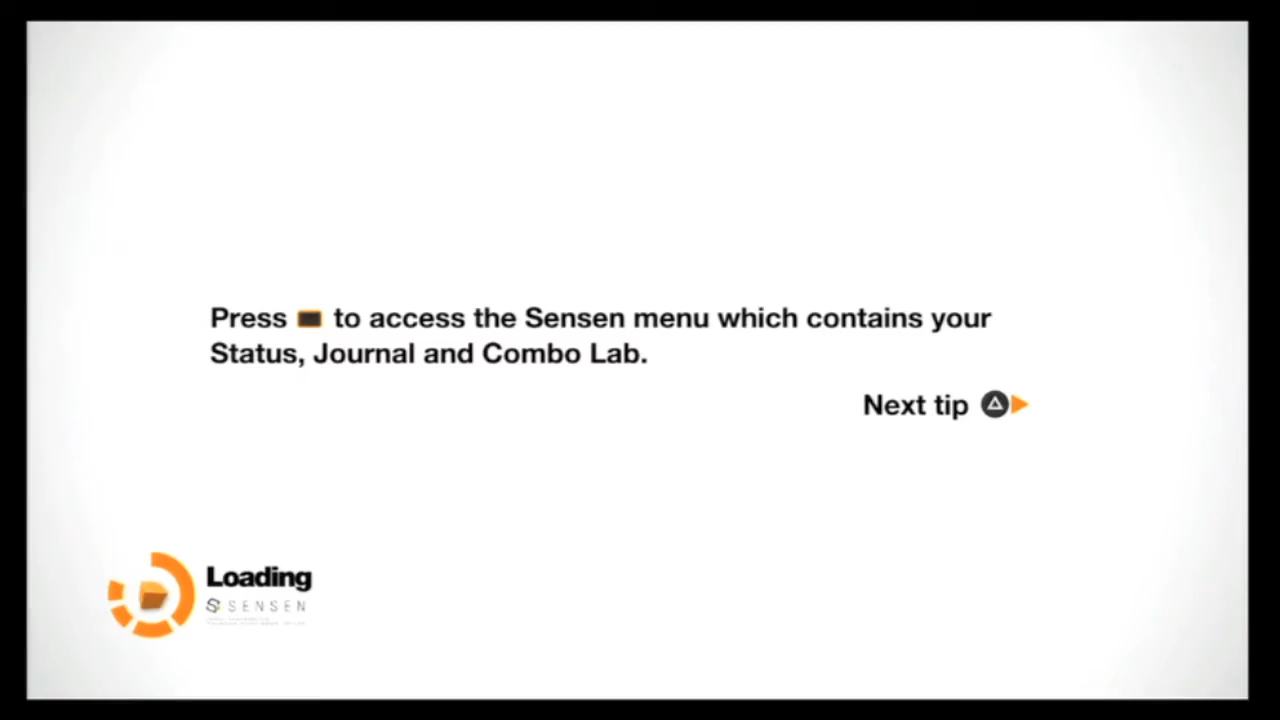 Press to access the Sensen menu which contains your
Status, Journal and Combo Lab.
Next tip
Loading
SENSEN